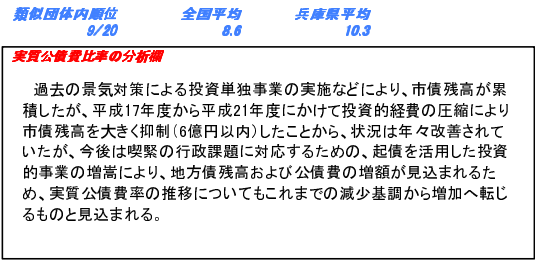 類似団体内順位 全国平均 兵庫県平均
9/20 8.6 10.3
実質公債費比率の分析欄
過去の景気対策による投資単独事業の実施などにより、市債残高が累
積したが、平成17年度から平成21年度にかけて投資的経費の圧縮により
市債残高を大きく抑制（6億円以内）したことから、状況は年々改善されて
いたが、今後は喫緊の行政課題に対応するための、起債を活用した投資
的事業の増嵩により、地方債残高および公債費の増額が見込まれるた
め、実質公債費率の推移についてもこれまでの減少基調から増加へ転じ
るものと見込まれる。